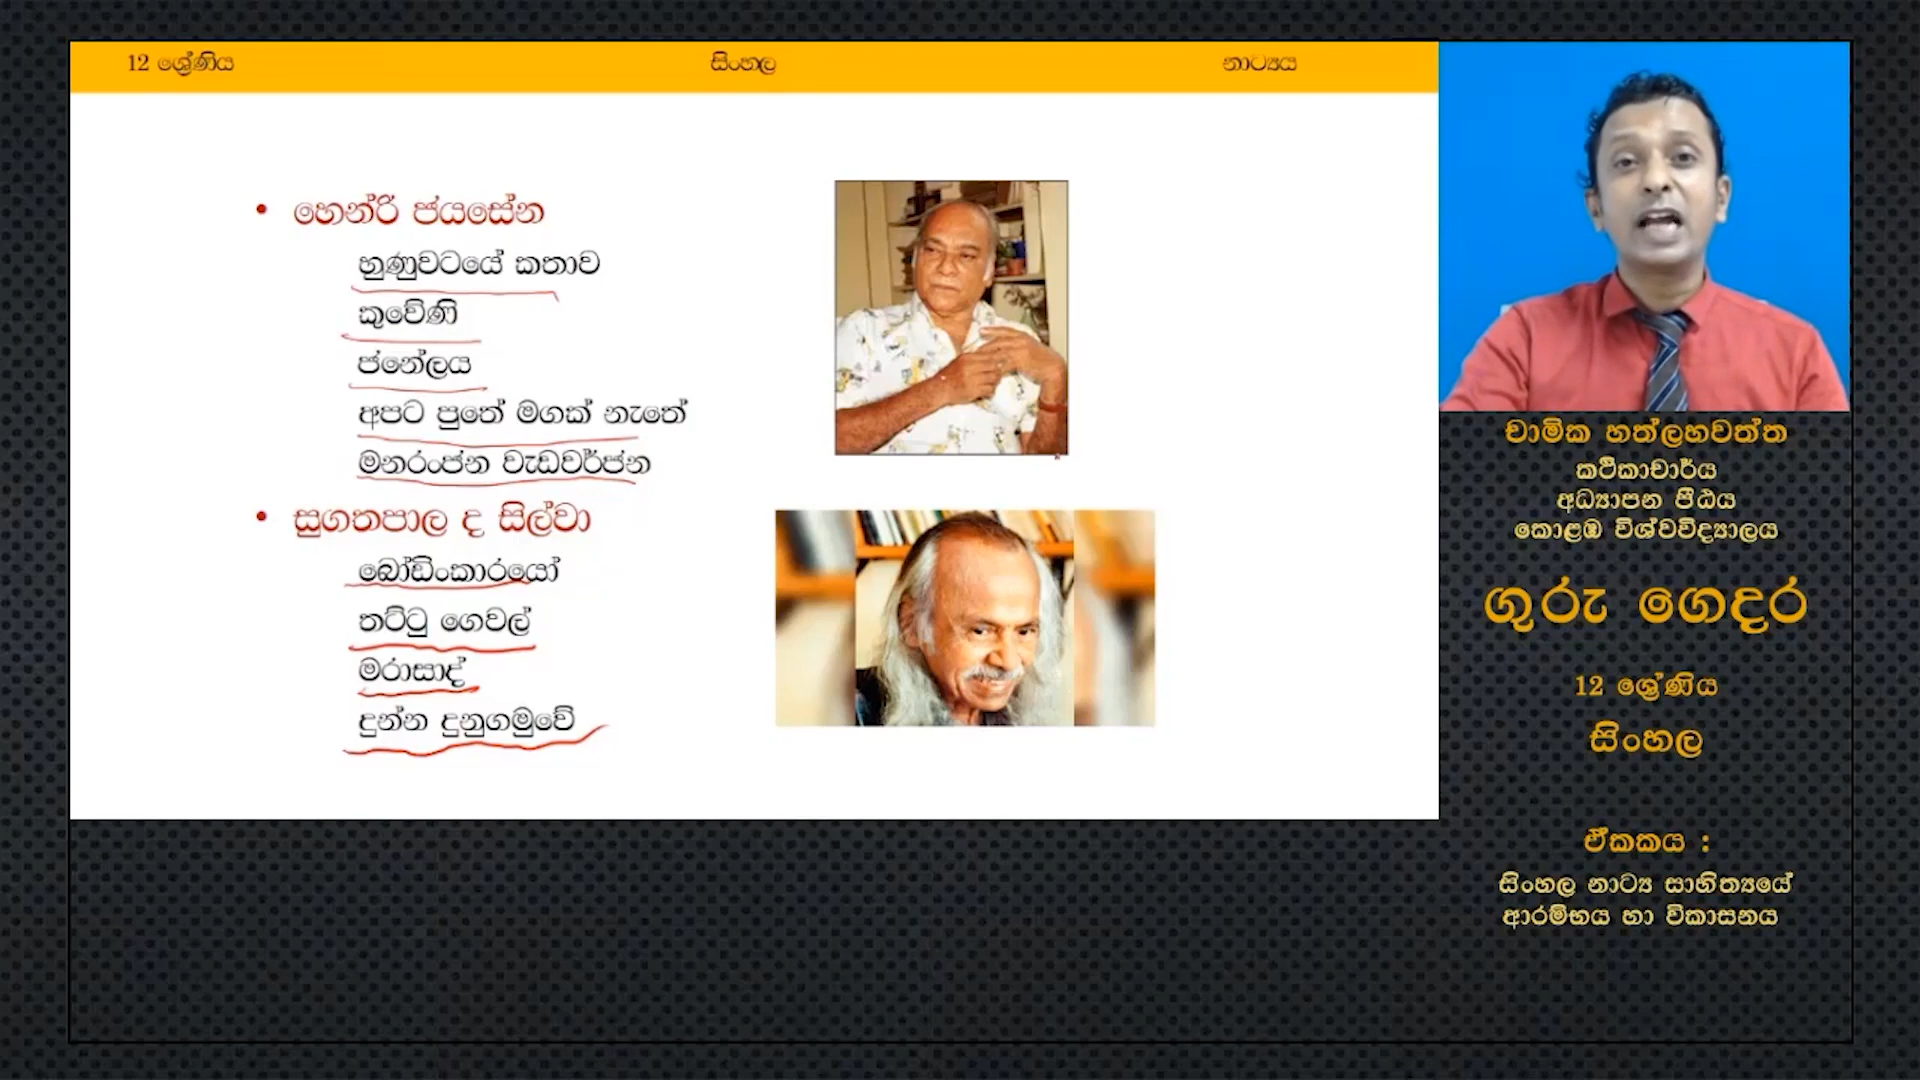 12 ශ්‍රේණිය
සිංහල
නාට්‍යය
• හෙන්රි ජයසේන
හුණුවටයේ කතාව
කුවේණි
ජනේලය
අපට පුතේ මගක් නැතේ
මනරංජන වැඩවර්ජන
• සුගතපාල ද සිල්වා
බෝඩිංකාරයෝ
තට්ටු ගෙවල්
මරාසාද්
දුන්න දුනුගමුවේ
චාමික හත්ලහවත්ත
කථිකාචාර්ය
අධ්‍යාපන පීඨය
කොළඹ විශ්වවිද්‍යාලය
ගුරු ගෙදර
12 ශ්‍රේණිය
සිංහල
ඒකකය :
සිංහල නාට්‍ය සාහිත්‍යයේ
ආරම්භය හා විකාසනය